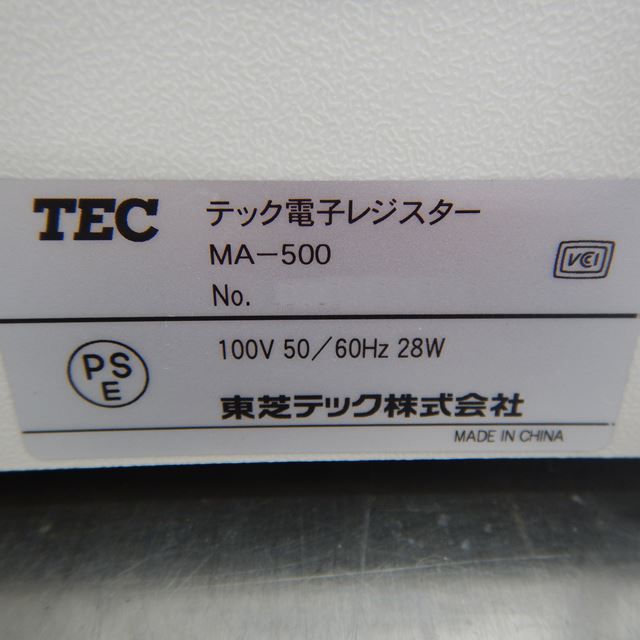 TEC
テック電子レジスター
MA-500
No.
VCI
PS
E
100V 50/60Hz 28W
東芝テック株式会社
MADE IN CHINA